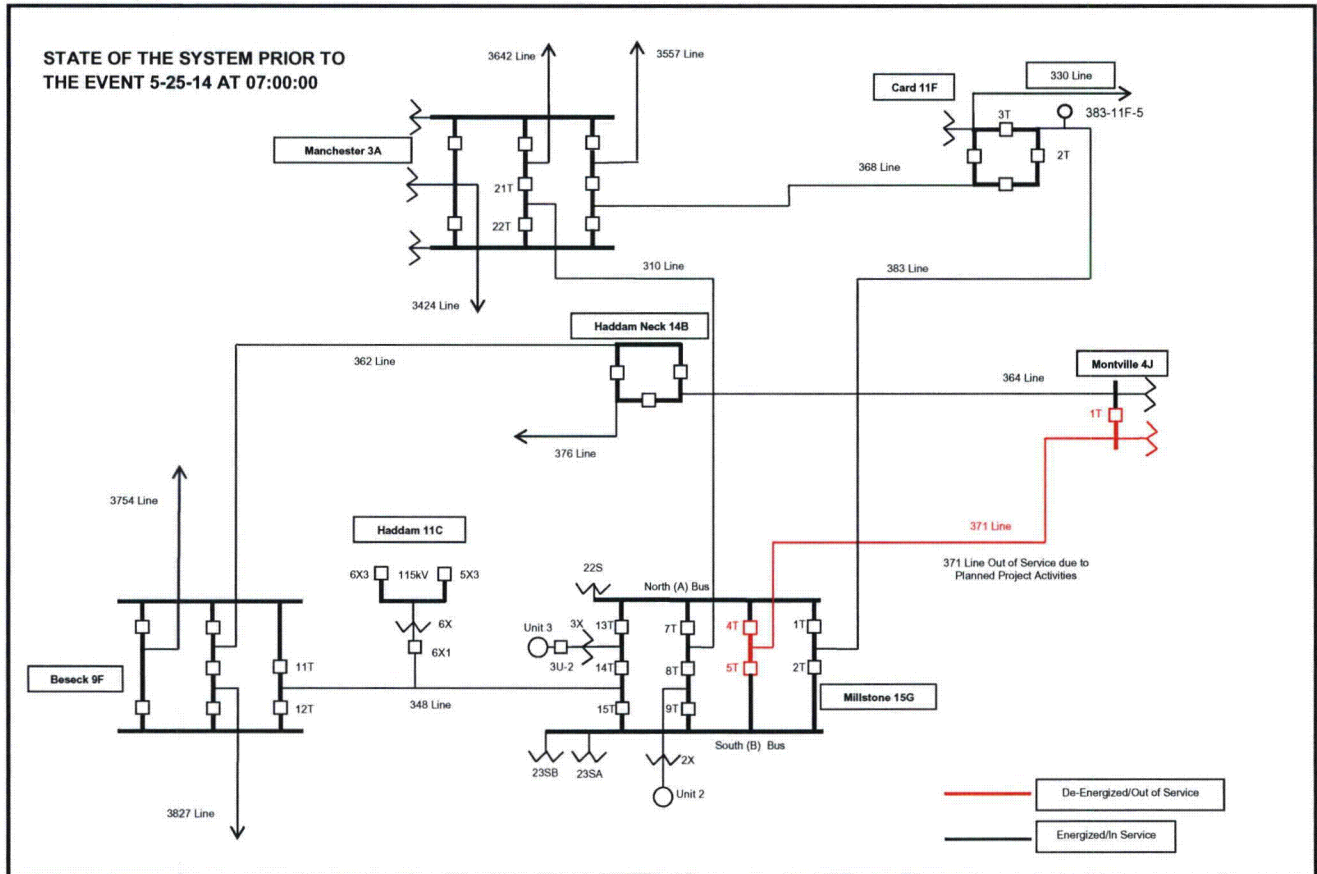 STATE OF THE SYSTEM PRIOR TO
THE EVENT 5-25-14 AT 07:00:00
3642 Line
3557 Line
Card 11F
330 Line
3T
383-11F-5
Manchester 3A
2T
21T
368 Line
22T
310 Line
383 Line
3424 Line
Haddam Neck 14B
362 Line
Montville 4J
364 Line
1T
376 Line
3754 Line
Haddam 11C
371 Line
371 Line Out of Service due to
Planned Project Activities
6X3
115kV
5X3
22S
North (A) Bus
6X
Unit 3
3X
13T
7T
4T
1T
6X1
3U-2
14T
8T
5T
2T
11T
Beseck 9F
12T
348 Line
15T
9T
Millstone 15G
South (B) Bus
23SB
23SA
2X
Unit 2
3827 Line
De-Energized/Out of Service
Energized/In Service